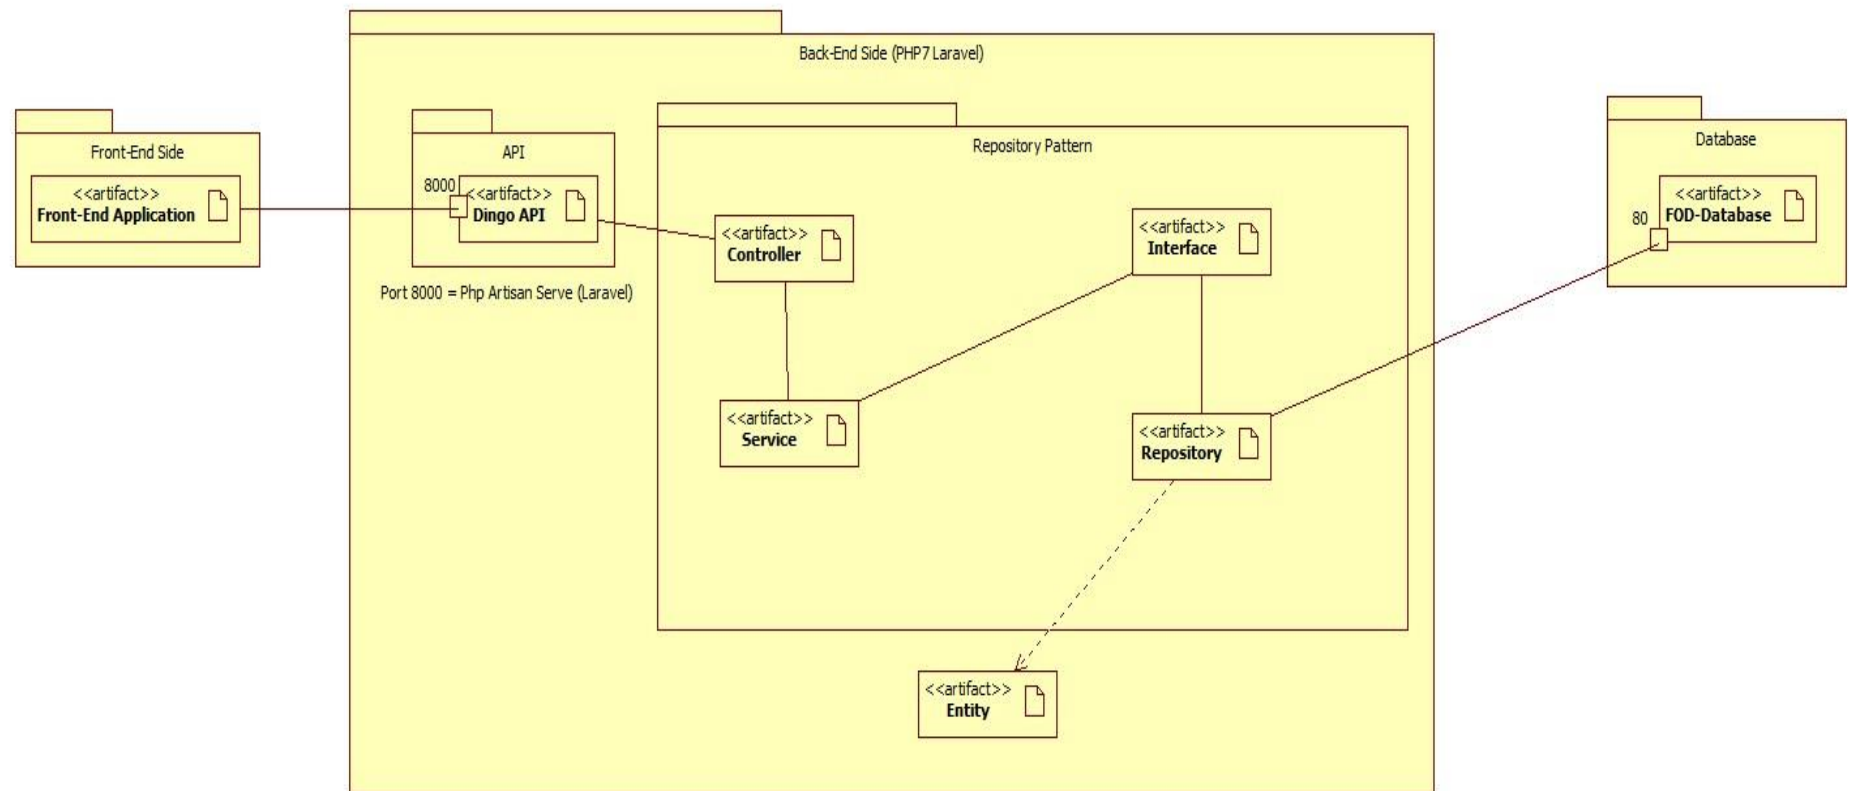 Back-End Side (PHP7 Laravel)
Front-End Side
<<artifact>>
Front-End Application
API
8000
<<artifact>>
Dingo API
Port 8000 = Php Artisan Serve (Laravel)
Repository Pattern
<<artifact>>
Controller
<<artifact>>
Interface
<<artifact>>
Service
<<artifact>>
Repository
<<artifact>>
Entity
Database
<<artifact>>
FOD-Database
80